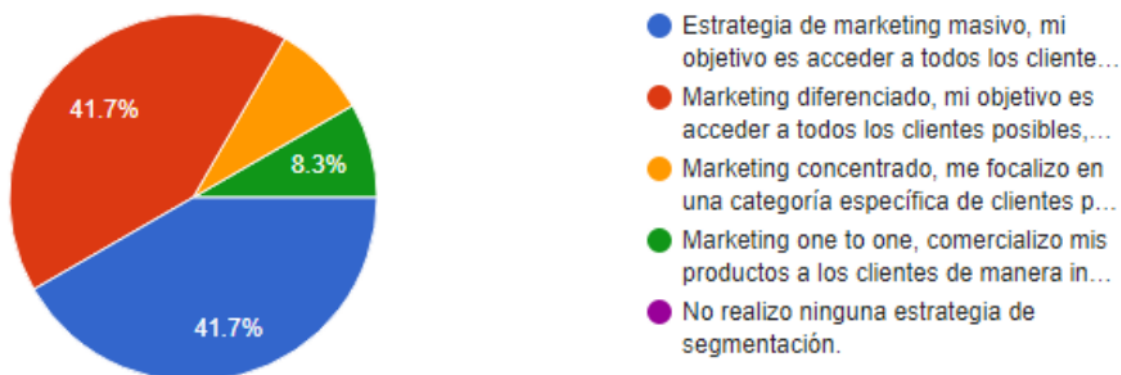 41.7%
8.3%
41.7%
Estrategia de marketing masivo, mi
objetivo es acceder a todos los cliente...
Marketing diferenciado, mi objetivo es
acceder a todos los clientes posibles,...
Marketing concentrado, me focalizo en
una categoría específica de clientes p...
Marketing one to one, comercializo mis
productos a los clientes de manera in...
No realizo ninguna estrategia de
segmentación.